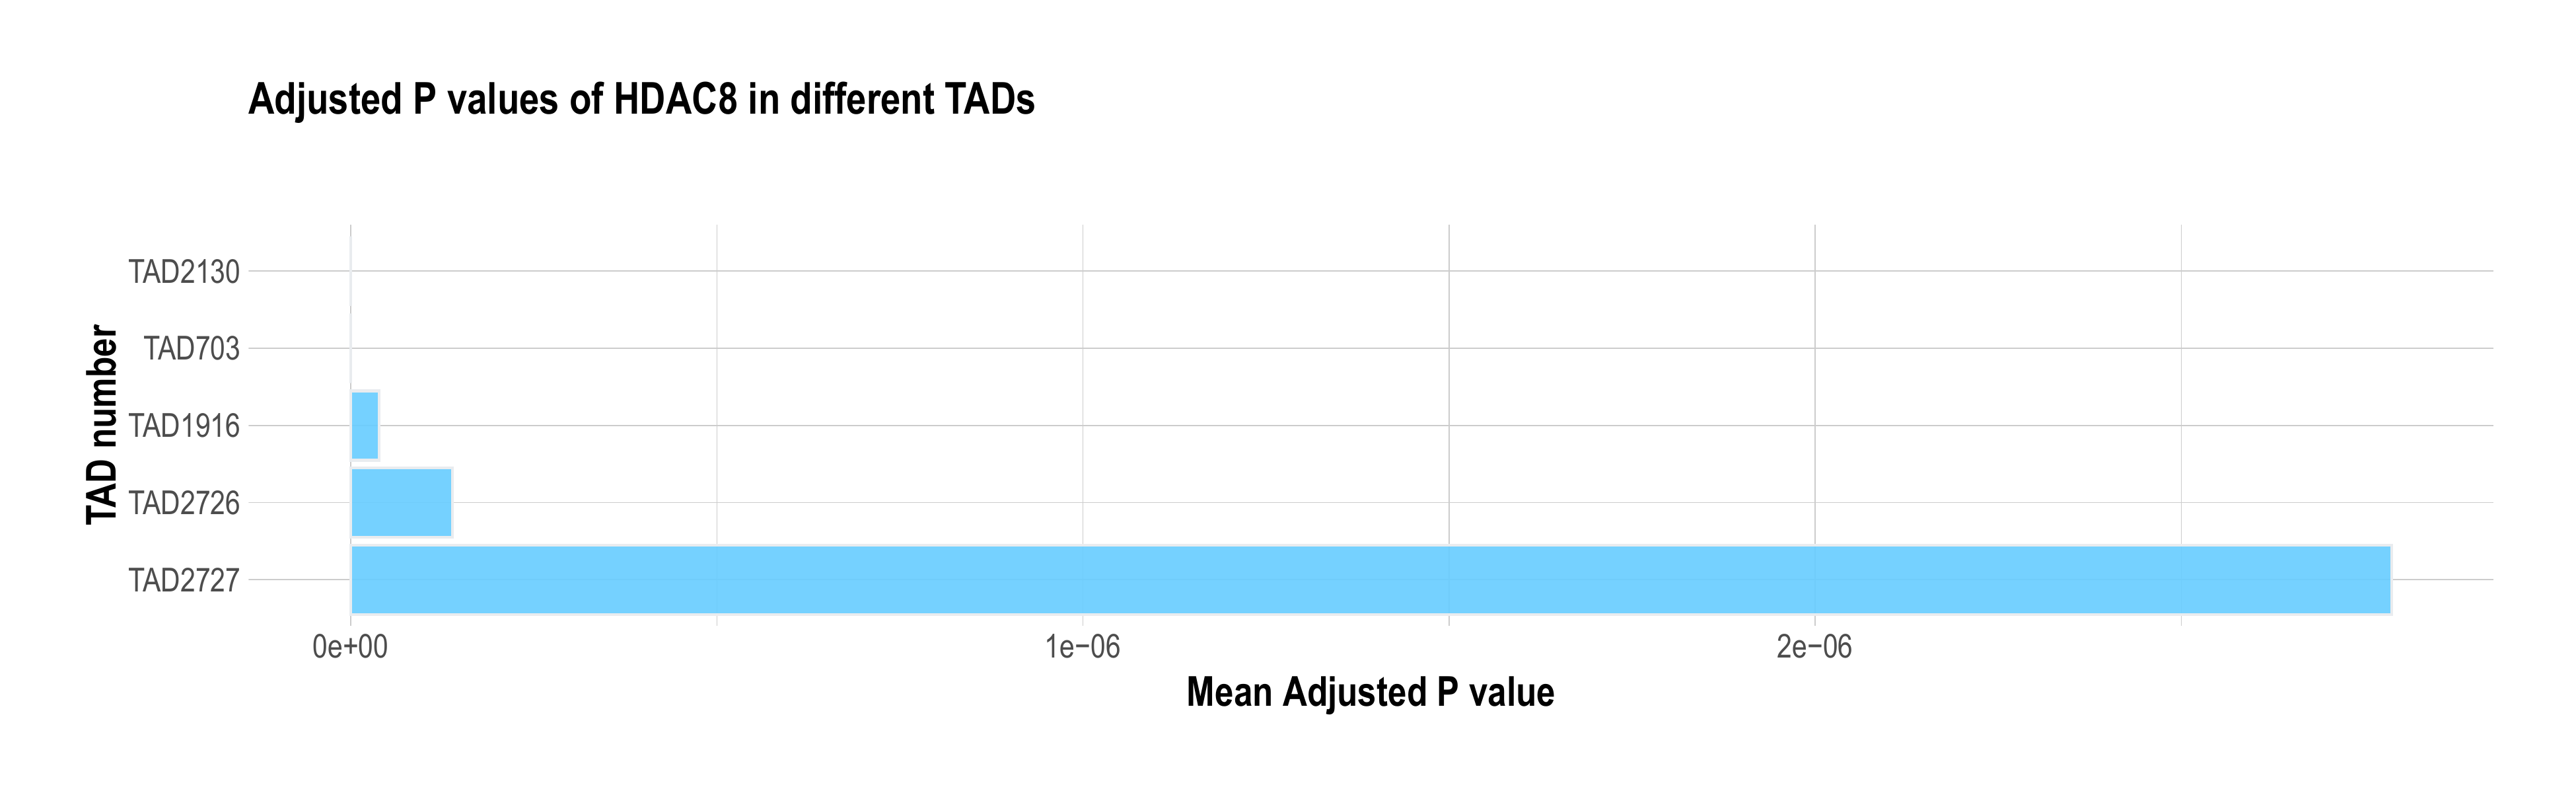 Adjusted P values of HDAC8 in different TADs
TAD number
TAD2130
TAD703
TAD1916
TAD2726
TAD2727
0e+00 1e−06 2e−06
Mean Adjusted P value